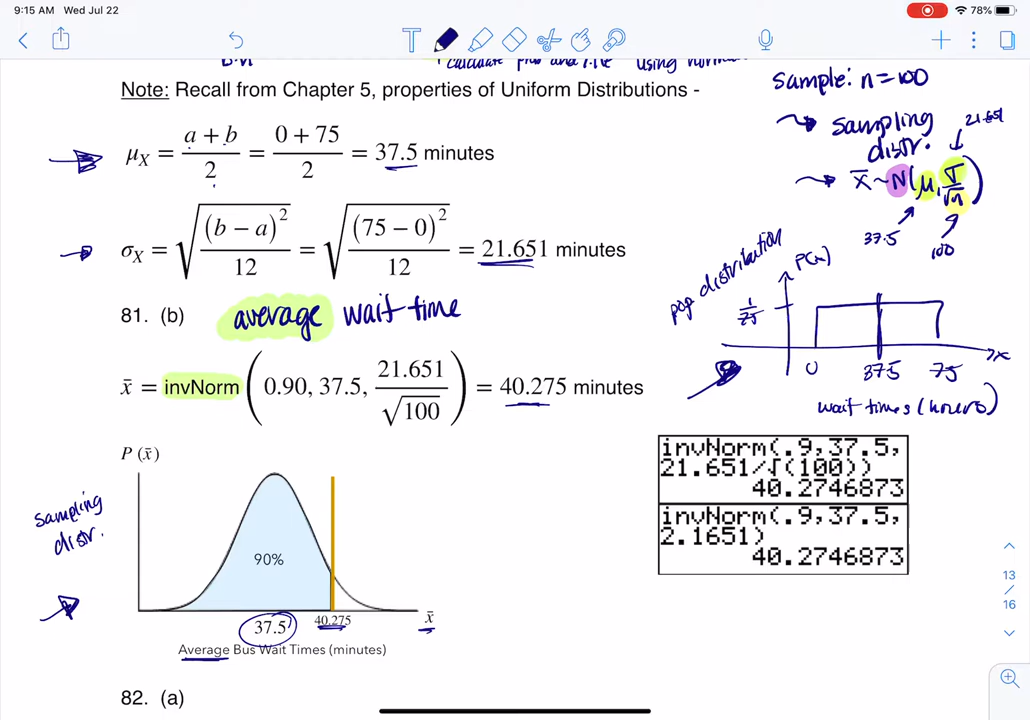 9:15 AM Wed Jul 22
78%
calculate using norma
Note: Recall from Chapter 5, properties of Uniform Distributions -
μX = a + b / 2 = 0 + 75 / 2 = 37.5 minutes
σX = √((b − a)² / 12) = √((75 − 0)² / 12) = 21.651 minutes
81. (b) average wait time
x̄ = invNorm (0.90, 37.5, 21.651 / √100) = 40.275 minutes
P (x̄)
sampling
distr.
90%
37.5
40.275
x̄
Average Bus Wait Times (minutes)
82. (a)
sample: n = 100
sampling
distr.
21.651
x̄ ~ N(μ, σ/√n)
37.5
100
pop distribution
P(x)
1/75
0
37.5
75
x
wait times (hours)
invNorm(.9,37.5,
21.651/√(100))
40.2746873
invNorm(.9,37.5,
2.1651)
40.2746873
13
/
16